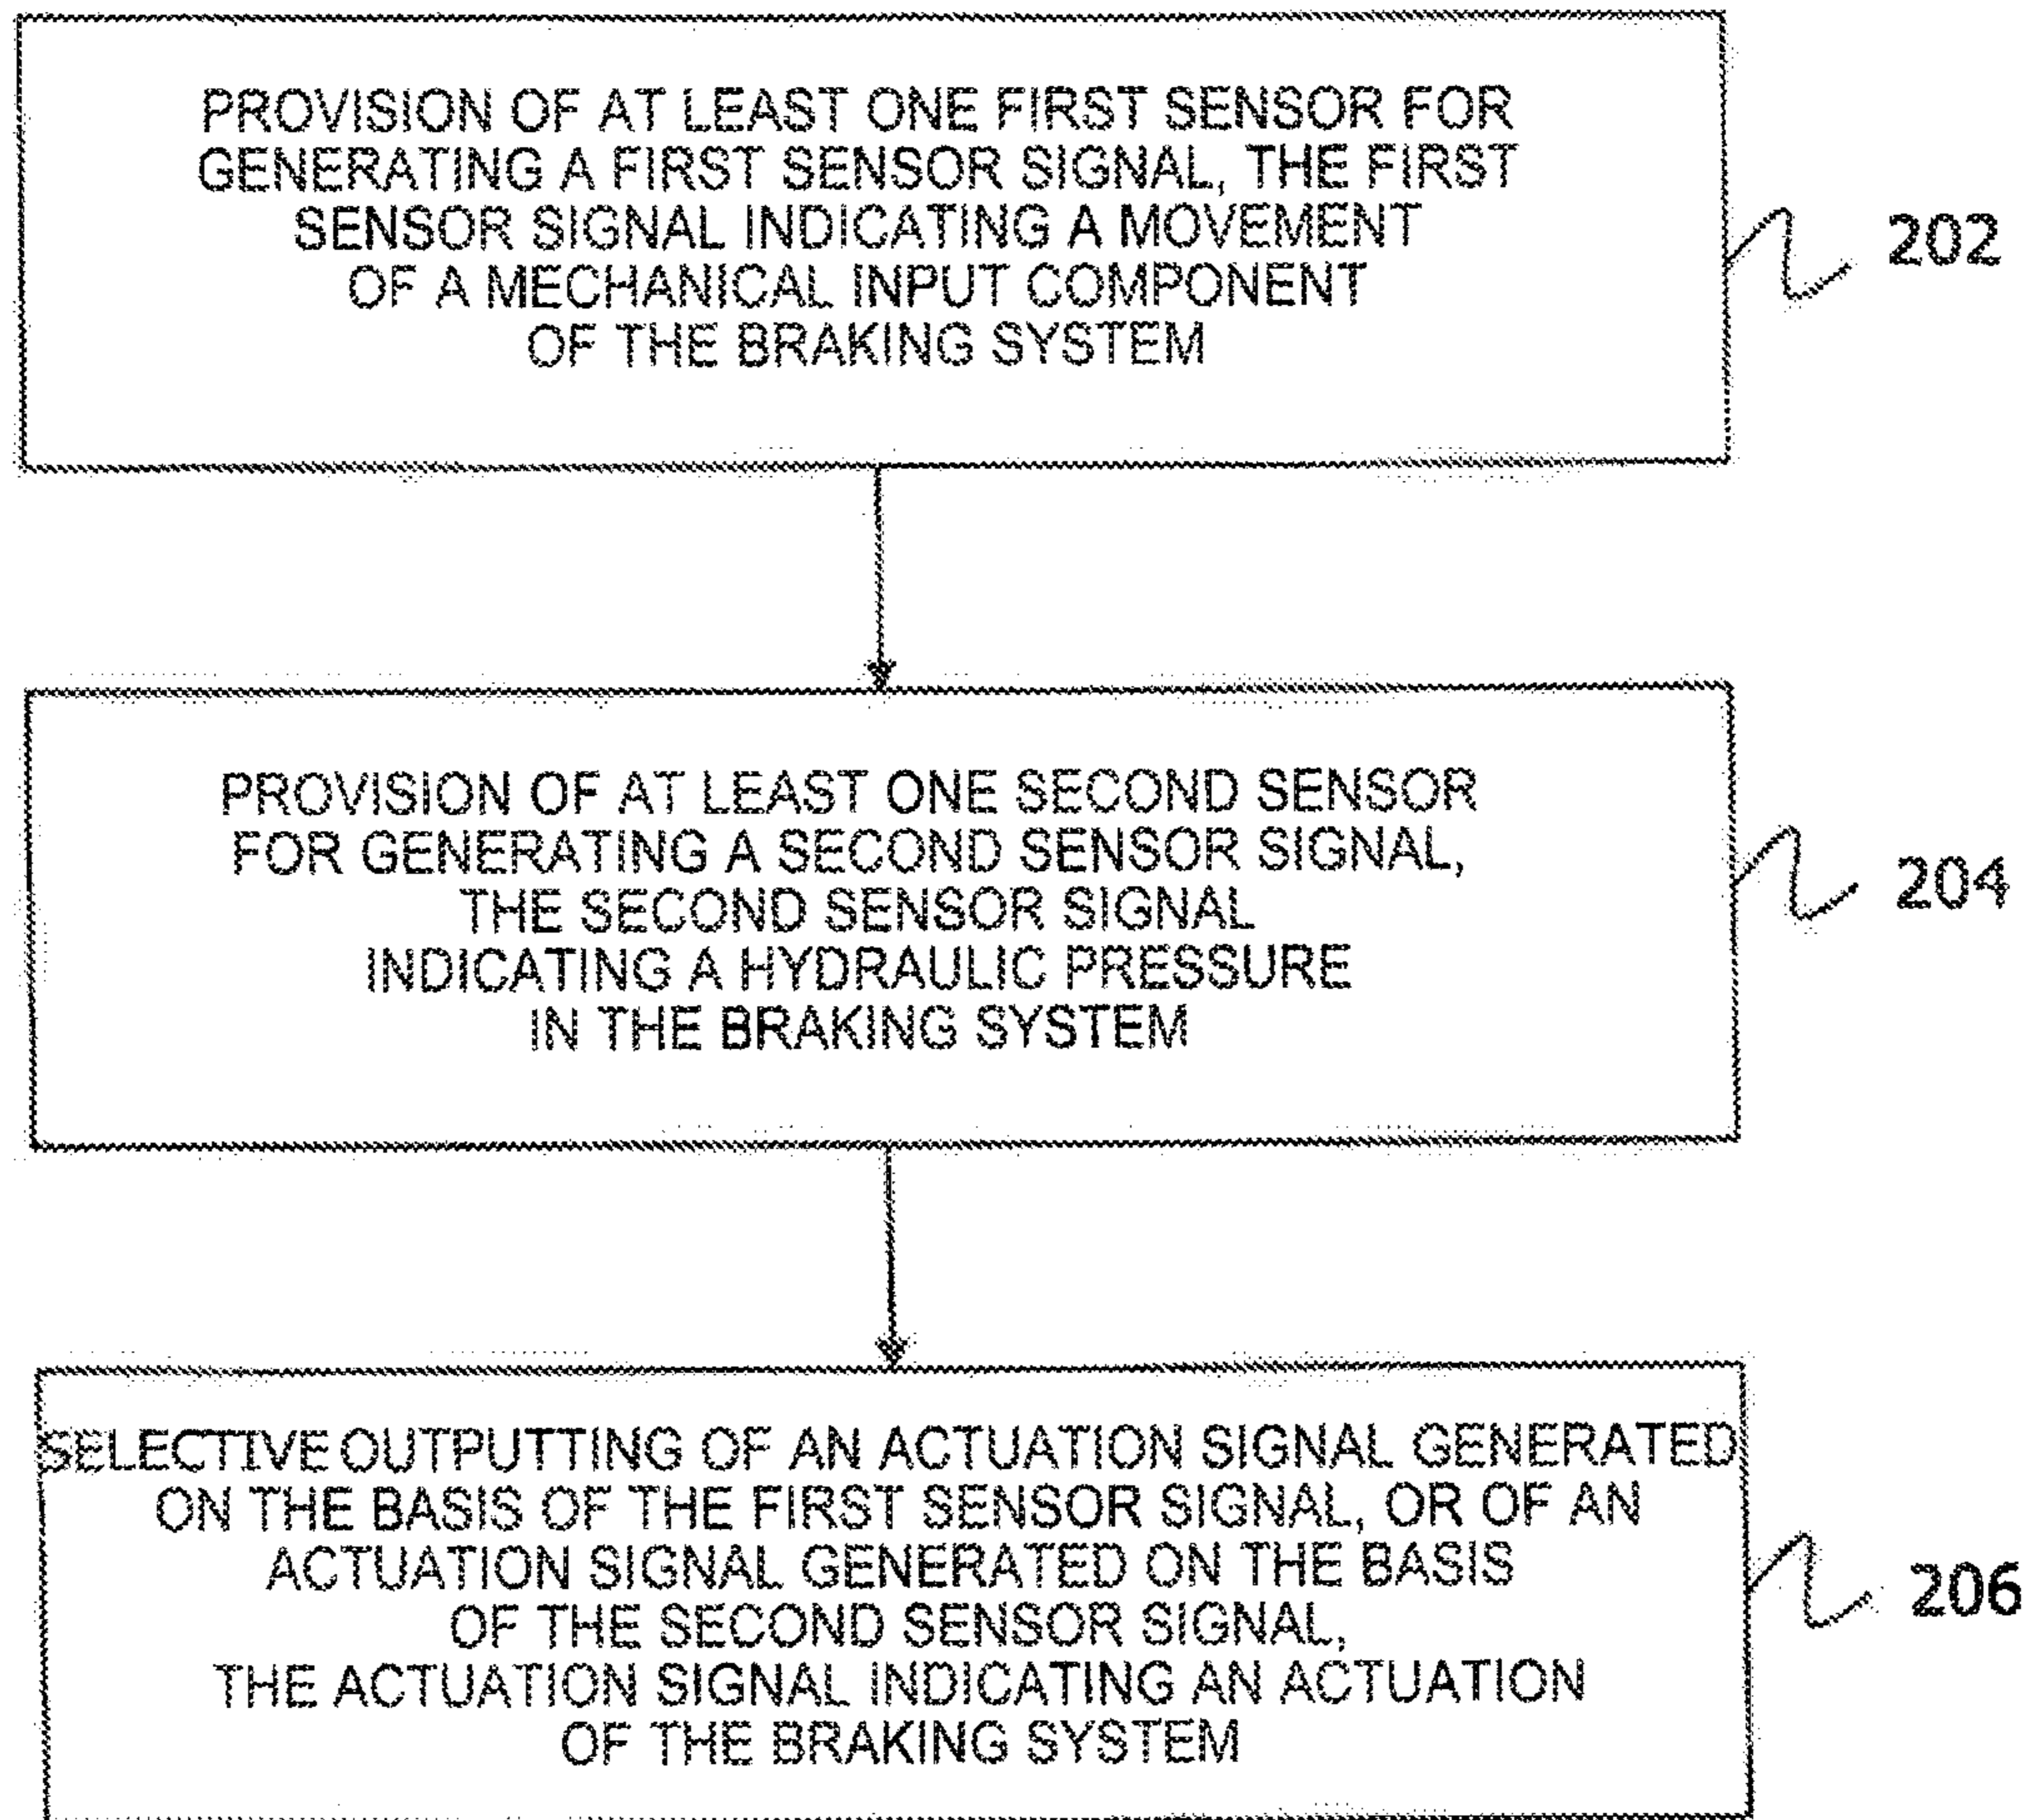 PROVISION OF AT LEAST ONE FIRST SENSOR FOR
GENERATING A FIRST SENSOR SIGNAL, THE FIRST
SENSOR SIGNAL INDICATING A MOVEMENT
OF A MECHANICAL INPUT COMPONENT
OF THE BRAKING SYSTEM
202
PROVISION OF AT LEAST ONE SECOND SENSOR
FOR GENERATING A SECOND SENSOR SIGNAL,
THE SECOND SENSOR SIGNAL
INDICATING A HYDRAULIC PRESSURE
IN THE BRAKING SYSTEM
204
SELECTIVE OUTPUTTING OF AN ACTUATION SIGNAL GENERATED
ON THE BASIS OF THE FIRST SENSOR SIGNAL, OR OF AN
ACTUATION SIGNAL GENERATED ON THE BASIS
OF THE SECOND SENSOR SIGNAL,
THE ACTUATION SIGNAL INDICATING AN ACTUATION
OF THE BRAKING SYSTEM
206